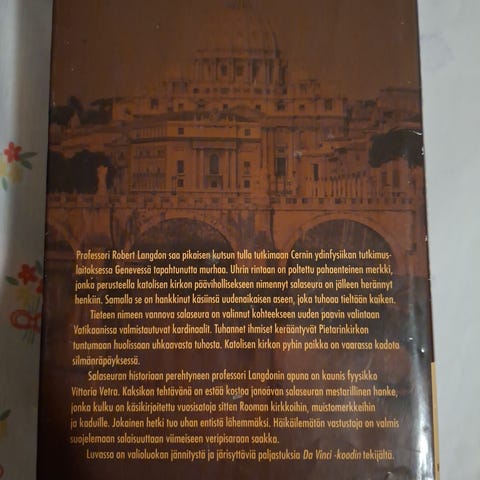 Professori Robert Langdon saa pikaisen kutsun tulla tutkimaan Cernin ydinfysiikan tutkimus-
laitoksessa Genevessä tapahtunutta murhaa. Uhrin rintaan on poltettu pahaenteinen merkki,
jonka perusteella katolisen kirkon päävihollisekseen nimennyt salaseura on jälleen herännyt
henkiin. Samalla se on hankkinut käsiinsä uudenaikaisen aseen, joka tuhoaa tieltään kaiken.
Tieteen nimeen vannova salaseura on valinnut kohteekseen uuden paavin valintaan
Vatikaanissa valmistautuvat kardinaalit. Tuhannet ihmiset kerääntyvät Pietarinkirkon
tuntumaan huolissaan uhkaavasta tuhosta. Katolisen kirkon pyhin paikka on vaarassa kadota
silmänräpäyksessä.
Salaseuran historiaan perehtyneen professori Langdonin apuna on kaunis fyysikko
Vittoria Vetra. Kaksikon tehtävänä on estää kostoa janoavan salaseuran mestarillinen hanke,
jonka kulku on käsikirjoitettu vuosisatoja sitten Rooman kirkkoihin, muistomerkkeihin
ja kaduille. Jokainen hetki tuo uhan entistä lähemmäksi. Häikäilemätön vastustaja on valmis
suojelemaan salaisuuttaan viimeiseen veripisaraan saakka.
Luvassa on valioluokan jännitystä ja järisyttäviä paljastuksia Da Vinci -koodin tekijältä.